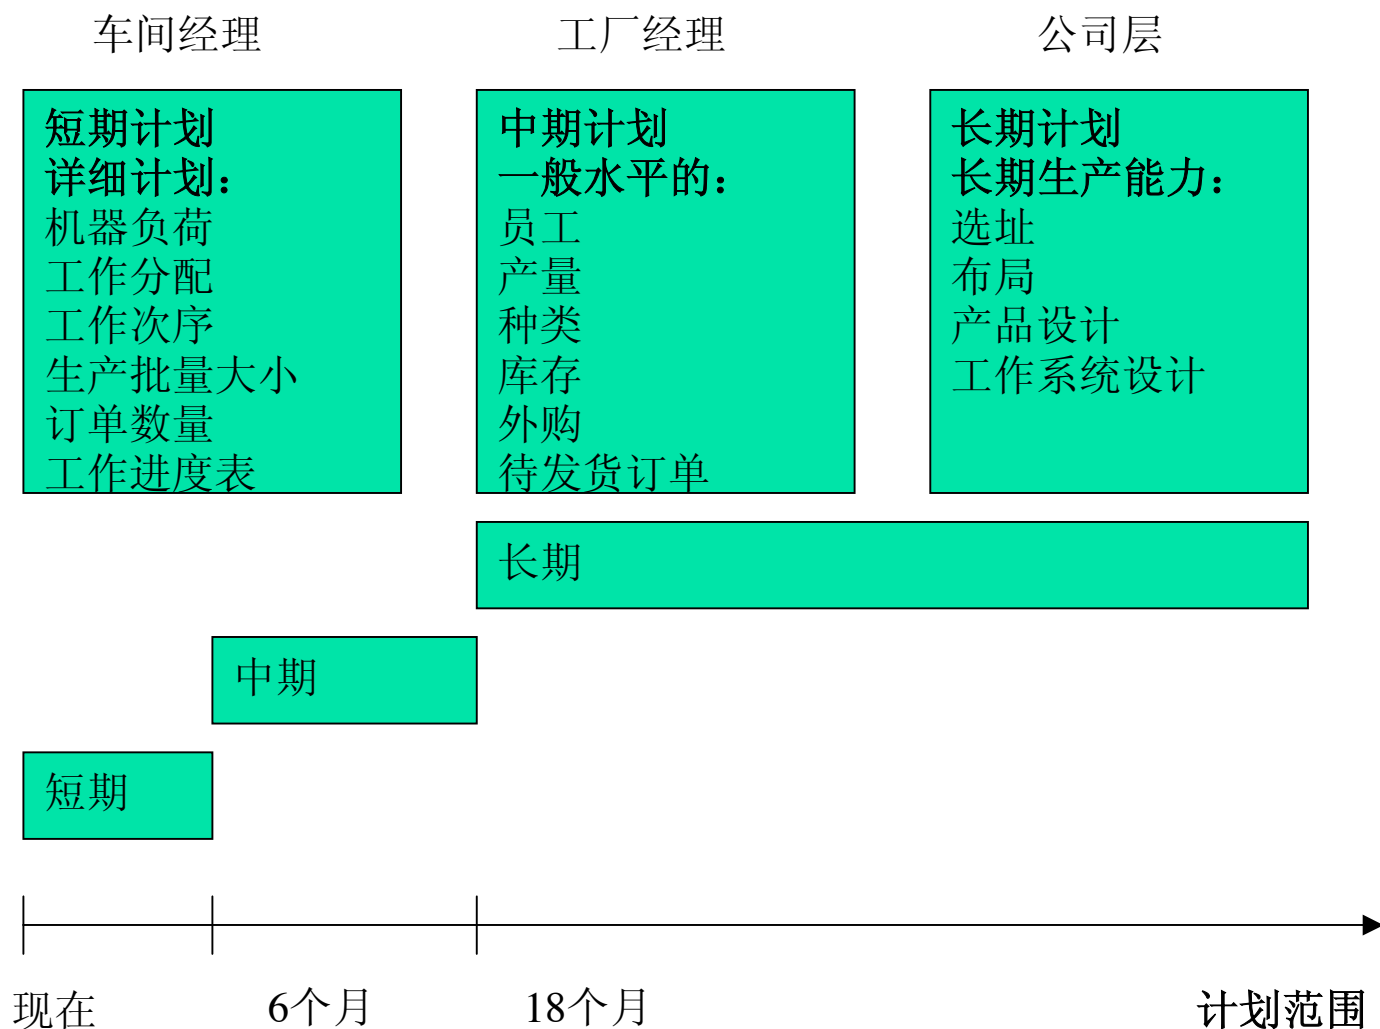 车间经理
工厂经理
公司层
短期计划
详细计划：
机器负荷
工作分配
工作次序
生产批量大小
订单数量
工作进度表
中期计划
一般水平的：
员工
产量
种类
库存
外购
待发货订单
长期计划
长期生产能力：
选址
布局
产品设计
工作系统设计
长期
中期
短期
现在
6个月
18个月
计划范围